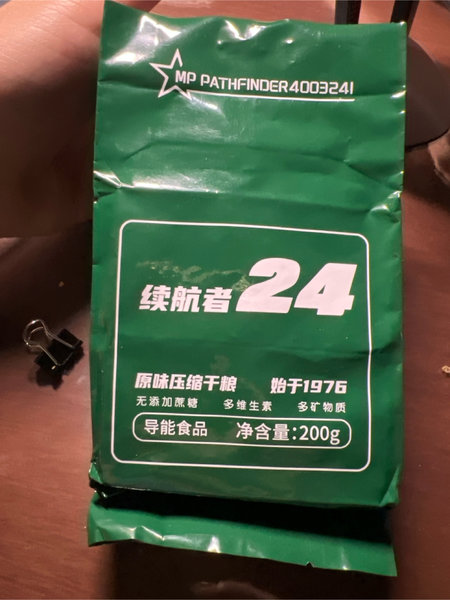 MP PATHFINDER4003241
续航者24
原味压缩干粮 始于1976
无添加蔗糖 多维生素 多矿物质
导能食品 净含量:200g